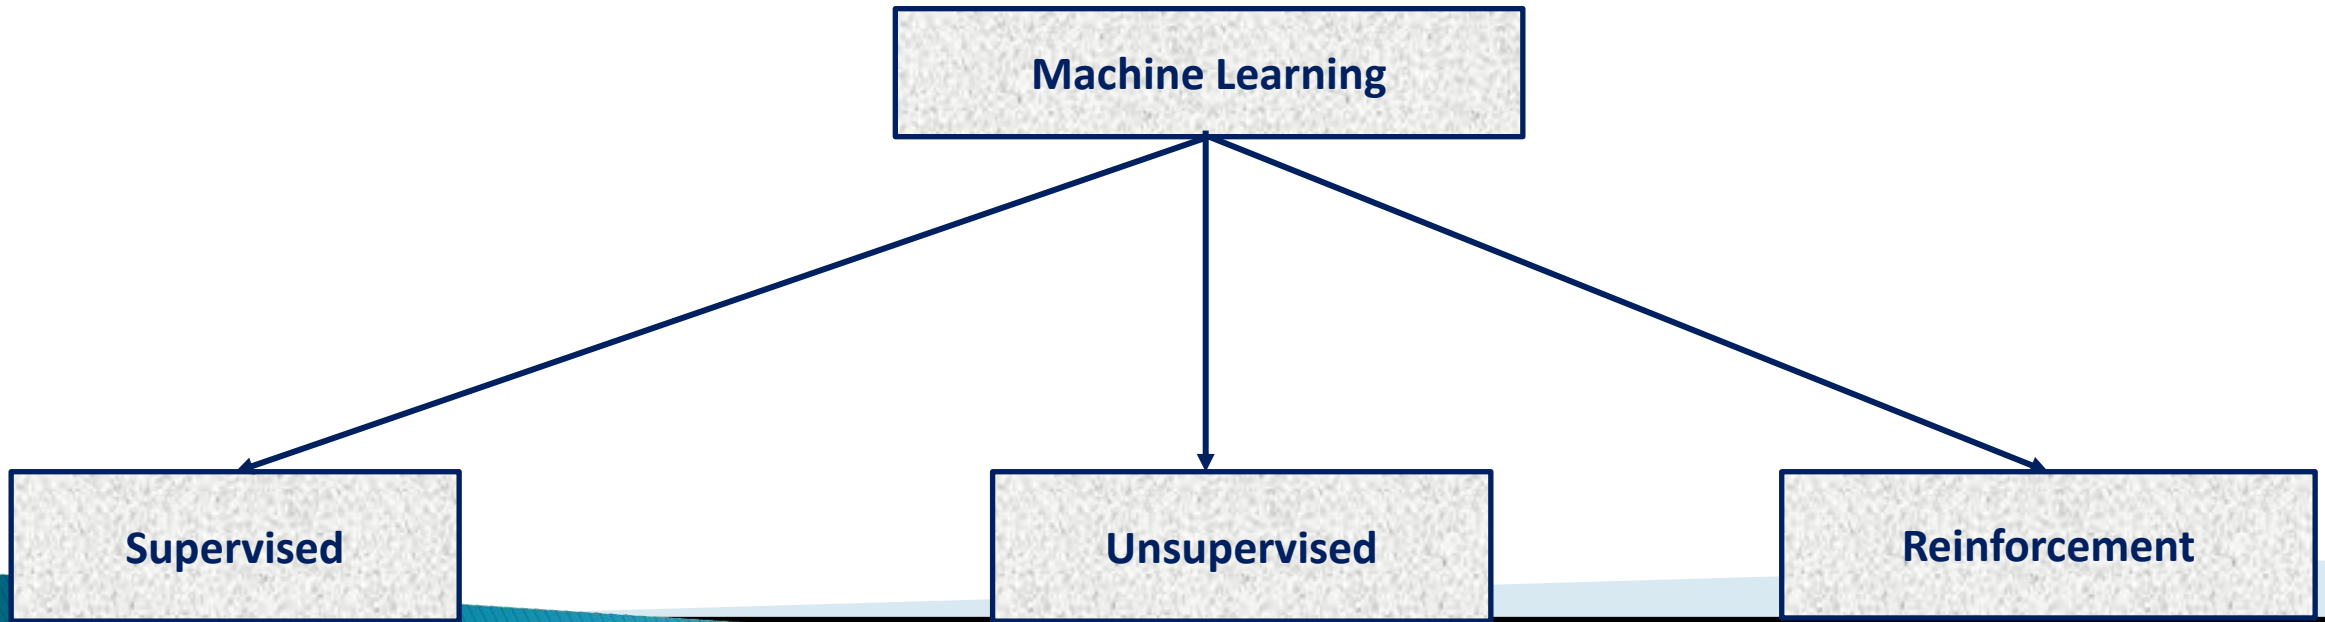 Machine Learning
Supervised
Unsupervised
Reinforcement